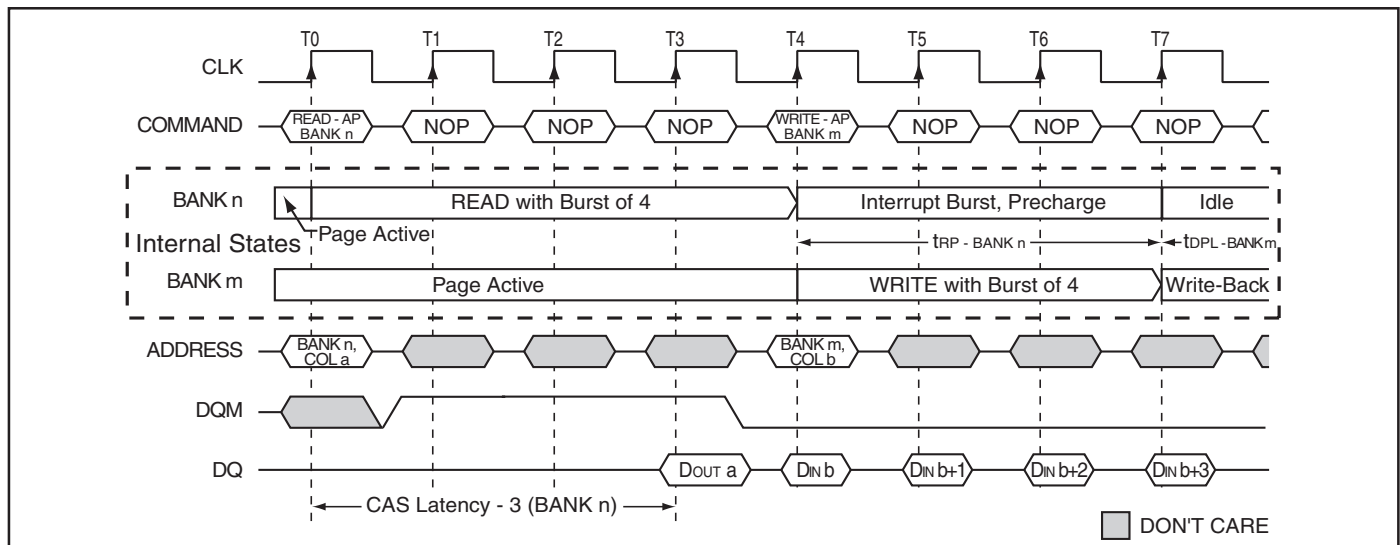 T0 T1 T2 T3 T4 T5 T6 T7
CLK
COMMAND READ - AP BANK n NOP NOP NOP WRITE - AP BANK m NOP NOP NOP
BANK n READ with Burst of 4 Interrupt Burst, Precharge Idle
Internal States Page Active tRP - BANK n tDPL - BANK m
BANK m Page Active WRITE with Burst of 4 Write-Back
ADDRESS BANK n, COL a BANK m, COL b
DQM
DQ DOUT a DIN b DIN b+1 DIN b+2 DIN b+3
CAS Latency - 3 (BANK n)
DON'T CARE